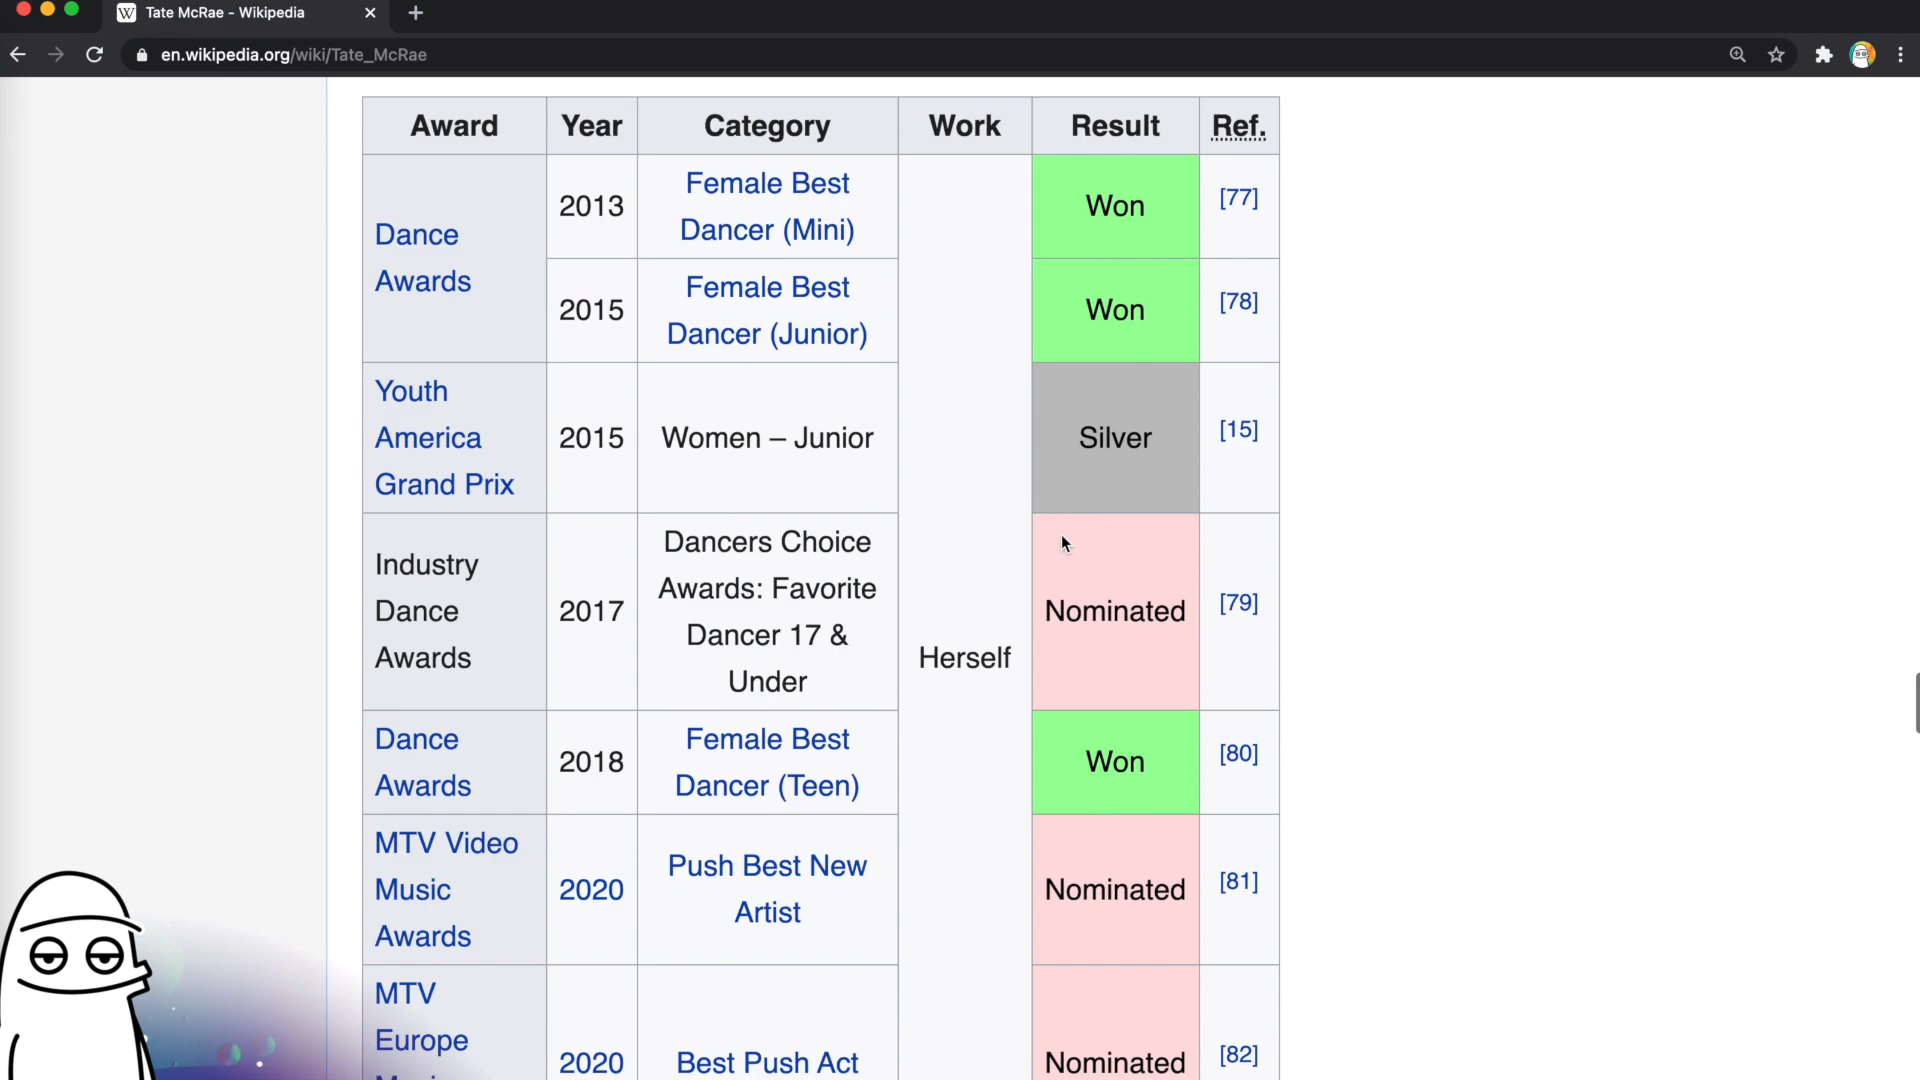 Tate McRae - Wikipedia
en.wikipedia.org/wiki/Tate_McRae
Award Year Category Work Result Ref.
Dance
Awards
2013
Female Best
Dancer (Mini)
Won
[77]
2015
Female Best
Dancer (Junior)
Won
[78]
Youth
America
Grand Prix
2015
Women – Junior
Silver
[15]
Industry
Dance
Awards
2017
Dancers Choice
Awards: Favorite
Dancer 17 &
Under
Herself
Nominated
[79]
Dance
Awards
2018
Female Best
Dancer (Teen)
Won
[80]
MTV Video
Music
Awards
2020
Push Best New
Artist
Nominated
[81]
MTV
Europe
2020
Best Push Act
Nominated
[82]